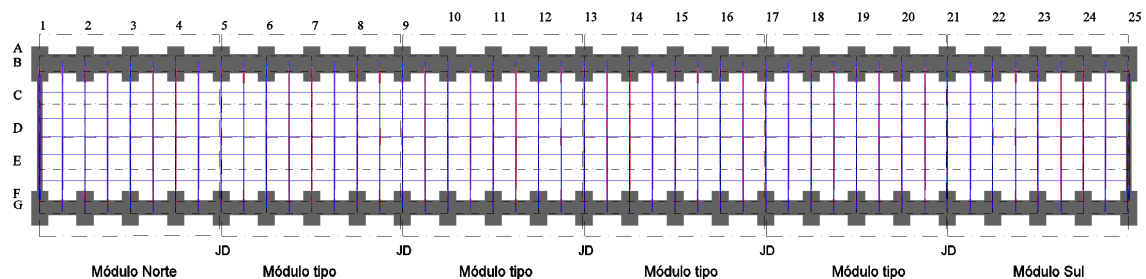 1 2 3 4 5 6 7 8 9 10 11 12 13 14 15 16 17 18 19 20 21 22 23 24 25
A
B
C
D
E
F
G
JD JD JD JD JD
Módulo Norte Módulo tipo Módulo tipo Módulo tipo Módulo tipo Módulo Sul